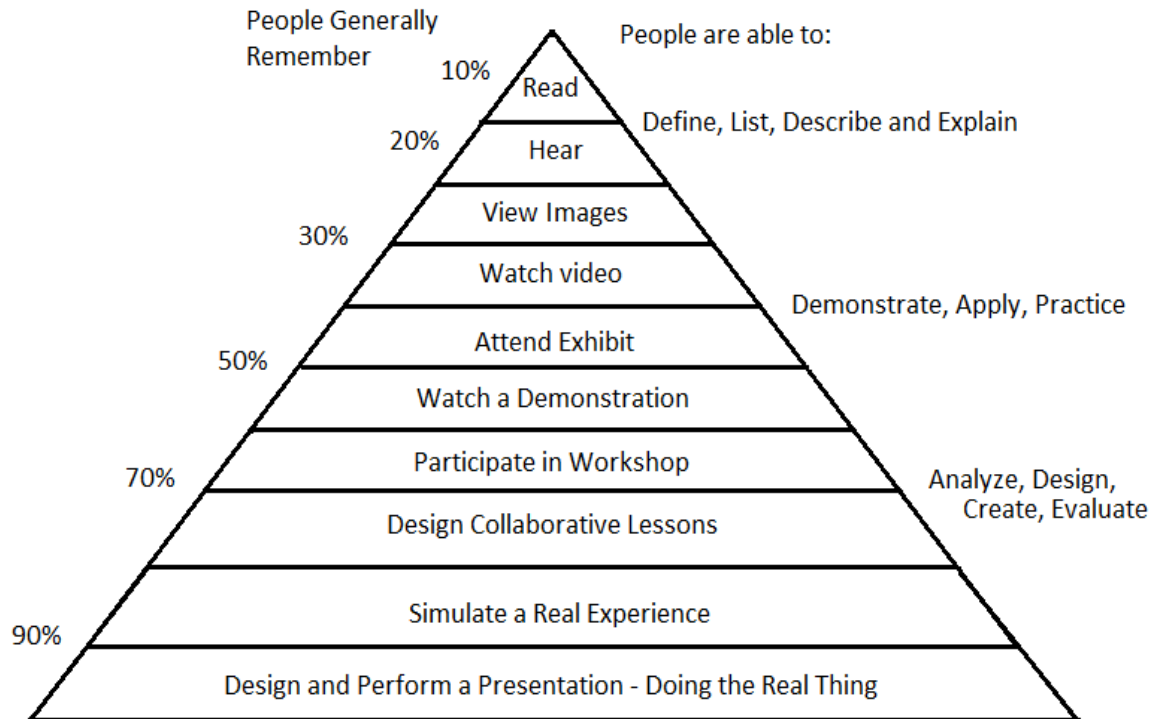 People Generally
Remember
People are able to:
10%
Read
Define, List, Describe and Explain
20%
Hear
View Images
30%
Watch video
Demonstrate, Apply, Practice
Attend Exhibit
50%
Watch a Demonstration
Participate in Workshop
70%
Analyze, Design,
Create, Evaluate
Design Collaborative Lessons
Simulate a Real Experience
90%
Design and Perform a Presentation - Doing the Real Thing